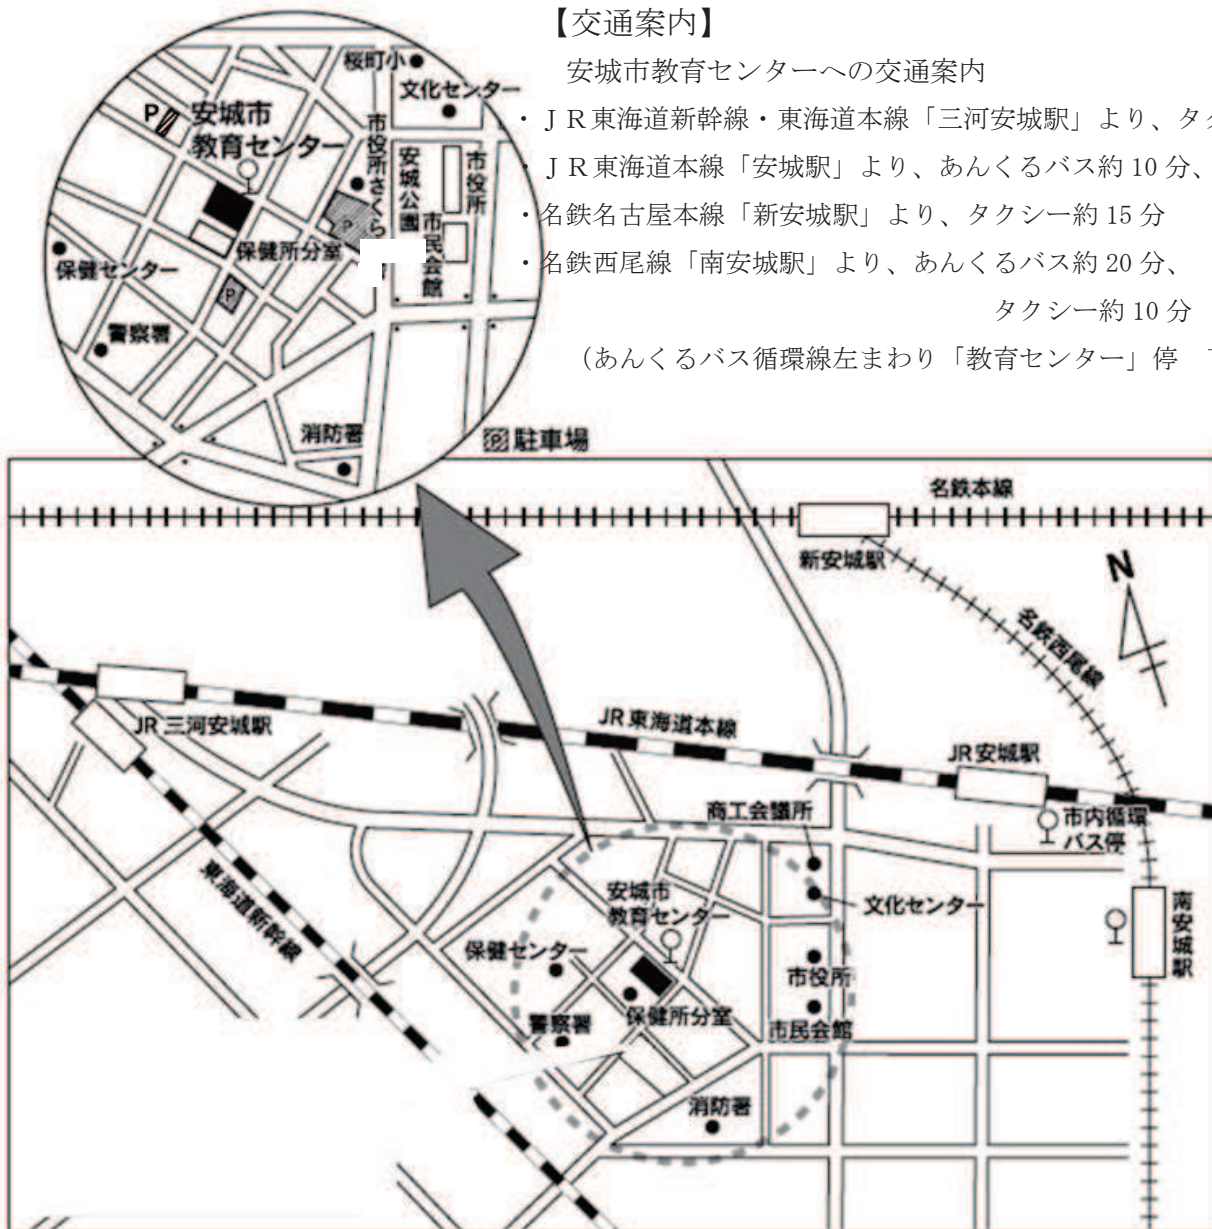 【交通案内】
安城市教育センターへの交通案内
・ＪＲ東海道新幹線・東海道本線「三河安城駅」より、タク
・ＪＲ東海道本線「安城駅」より、あんくるバス約 10 分、
・名鉄名古屋本線「新安城駅」より、タクシー約 15 分
・名鉄西尾線「南安城駅」より、あんくるバス約 20 分、
タクシー約 10 分
（あんくるバス循環線左まわり「教育センター」停
桜町小
文化センター
P
安城市
教育センター
市役所さくら
安城公園
市役所
市民会館
P
保健所分室
保健センター
P
警察署
消防署
P 駐車場
名鉄本線
新安城駅
N
名鉄西尾線
JR 三河安城駅
JR 東海道本線
JR 安城駅
商工会議所
市内循環
バス停
東海道新幹線
安城市
教育センター
文化センター
南安城駅
保健センター
市役所
保健所分室
警察署
市民会館
消防署